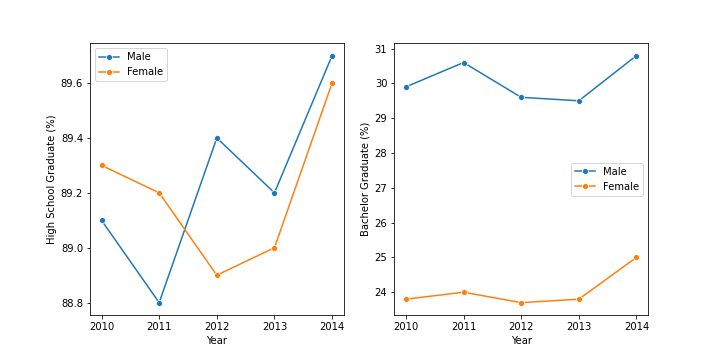 Male
Female
High School Graduate (%)
89.6
89.4
89.2
89.0
88.8
2010 2011 2012 2013 2014
Year
Male
Female
Bachelor Graduate (%)
31
30
29
28
27
26
25
24
2010 2011 2012 2013 2014
Year